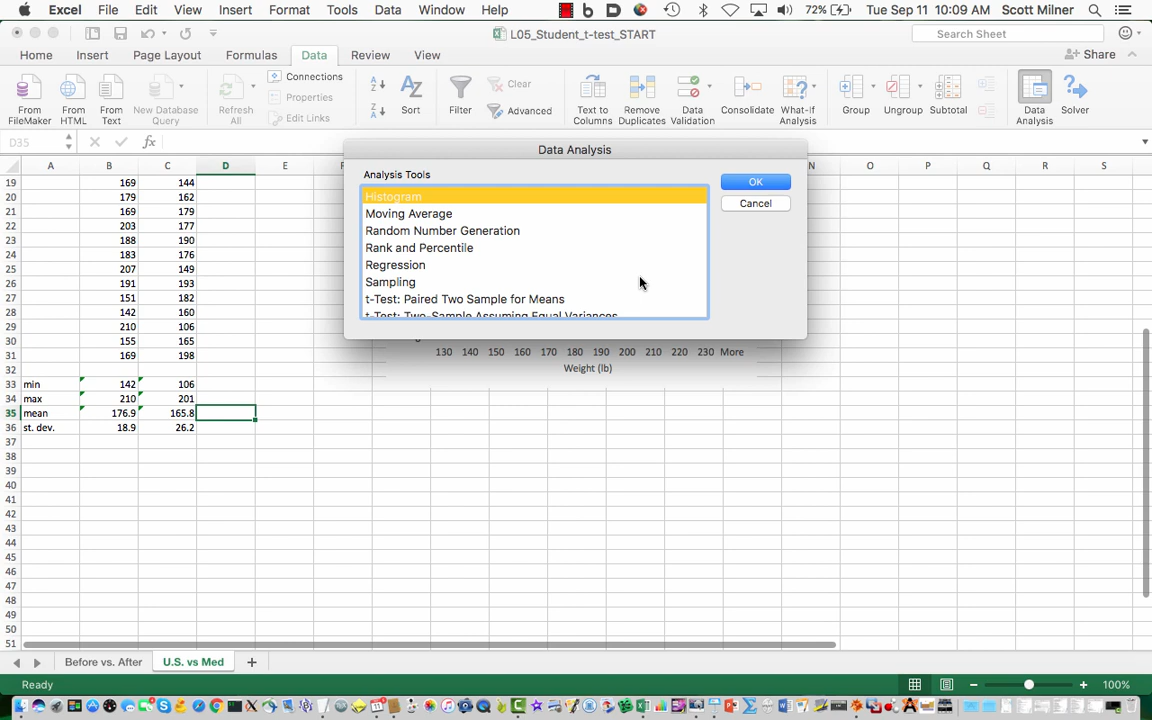 Excel File Edit View Insert Format Tools Data Window Help 72% Tue Sep 11 10:09 AM Scott Milner
L05_Student_t-test_START Search Sheet
Home Insert Page Layout Formulas Data Review View Share
Connections Clear
Properties
Edit Links Advanced
From FileMaker From HTML From Text New Database Query Refresh All Sort Filter Text to Columns Remove Duplicates Data Validation Consolidate What-If Analysis Group Ungroup Subtotal Data Analysis Solver
D35 fx
A B C D E F N O P Q R S
Data Analysis
Analysis Tools
Histogram OK
Moving Average Cancel
Random Number Generation
Rank and Percentile
Regression
Sampling
t-Test: Paired Two Sample for Means
t-Test: Two-Sample Assuming Equal Variances
19 169 144
20 179 162
21 169 179
22 203 177
23 188 190
24 183 176
25 207 149
26 191 193
27 151 182
28 142 160
29 210 106
30 155 165
31 169 198
32
33 min 142 106
34 max 210 201
35 mean 176.9 165.8
36 st. dev. 18.9 26.2
37
38
39
40
41
42
43
44
45
46
47
48
49
50
51
130 140 150 160 170 180 190 200 210 220 230 More
Weight (lb)
Before vs. After U.S. vs Med +
Ready 100%